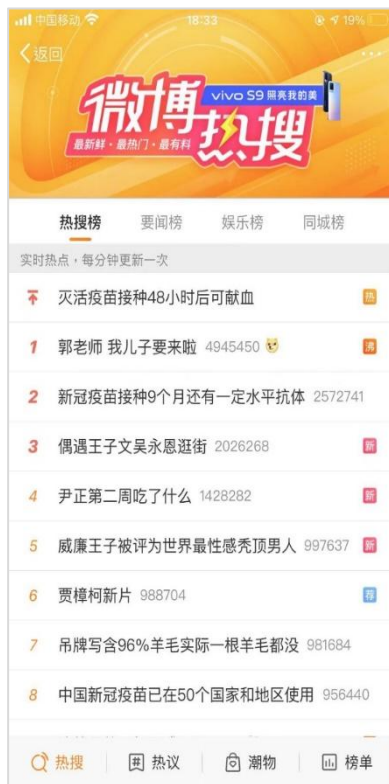 中国移动 18:33 19%
返回
vivo S9 照亮我的美
微博
热搜
最新鲜·最热门·最有料
热搜榜 要闻榜 娱乐榜 同城榜
实时热点，每分钟更新一次
灭活疫苗接种48小时后可献血 热
1 郭老师 我儿子要来啦 4945450 沸
2 新冠疫苗接种9个月还有一定水平抗体 2572741
3 偶遇王子文吴永恩逛街 2026268 新
4 尹正第二周吃了什么 1428282 新
5 威廉王子被评为世界最性感秃顶男人 997637 新
6 贾樟柯新片 988704 荐
7 吊牌写含96%羊毛实际一根羊毛都没 981684
8 中国新冠疫苗已在50个国家和地区使用 956440
热搜 热议 潮物 榜单